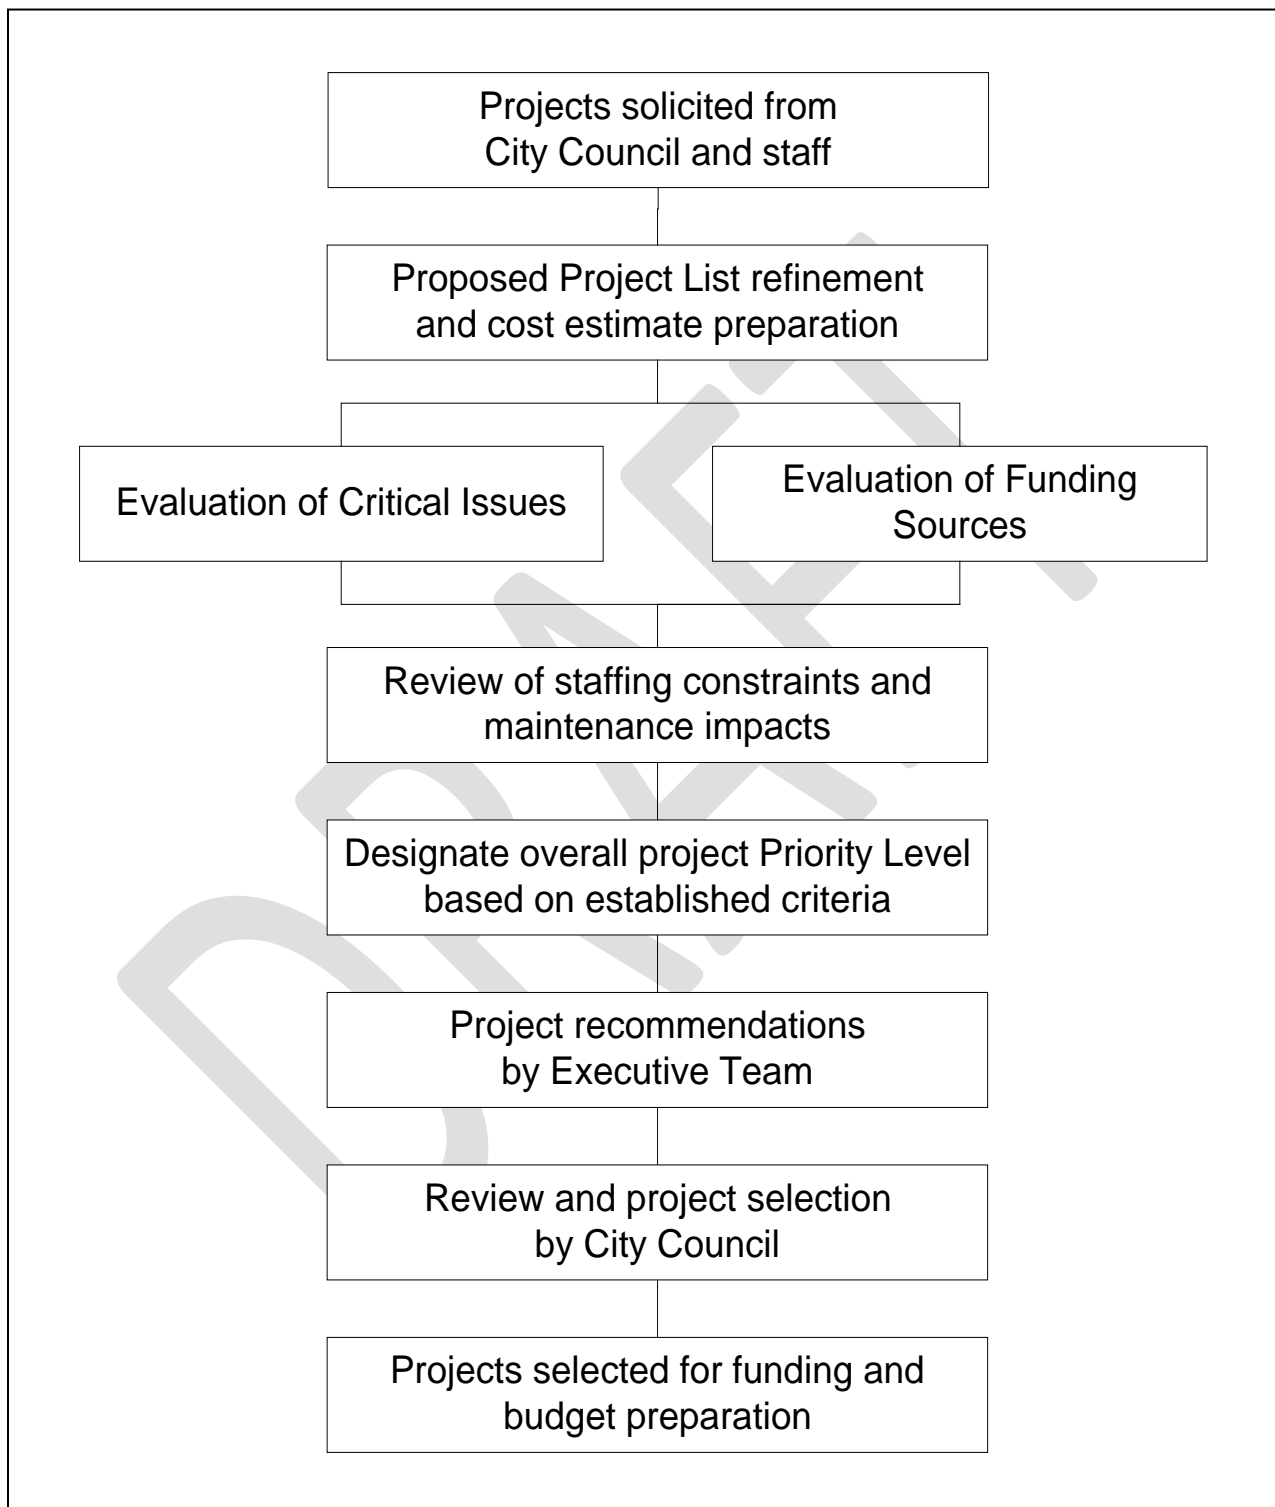 Projects solicited from
City Council and staff
Proposed Project List refinement
and cost estimate preparation
Evaluation of Critical Issues
Evaluation of Funding
Sources
Review of staffing constraints and
maintenance impacts
Designate overall project Priority Level
based on established criteria
Project recommendations
by Executive Team
Review and project selection
by City Council
Projects selected for funding and
budget preparation
DRAFT